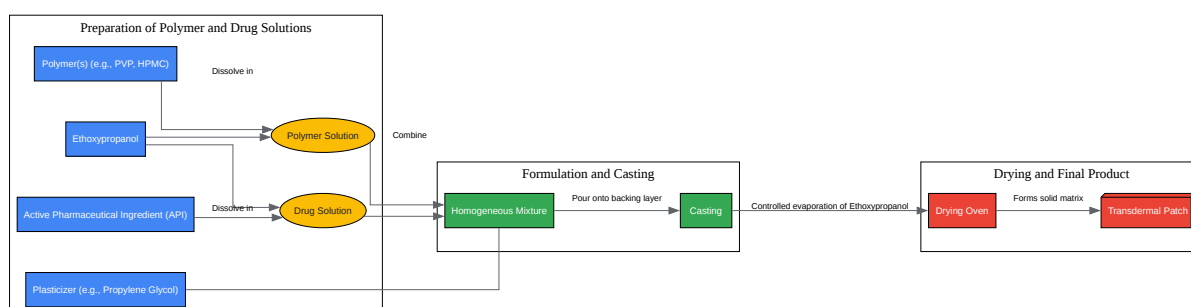 Preparation of Polymer and Drug Solutions
Polymer(s) (e.g., PVP, HPMC)
Dissolve in
Ethoxypropanol
Polymer Solution
Combine
Active Pharmaceutical Ingredient (API)
Dissolve in
Drug Solution
Plasticizer (e.g., Propylene Glycol)
Formulation and Casting
Homogeneous Mixture
Pour onto backing layer
Casting
Controlled evaporation of Ethoxypropanol
Drying and Final Product
Drying Oven
Forms solid matrix
Transdermal Patch